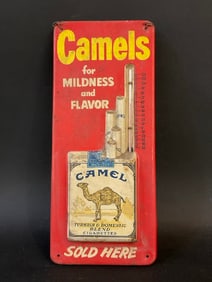 Camels
for
MILDNESS
and
FLAVOR
CAMEL
TURKISH & DOMESTIC
BLEND
CIGARETTES
SOLD HERE